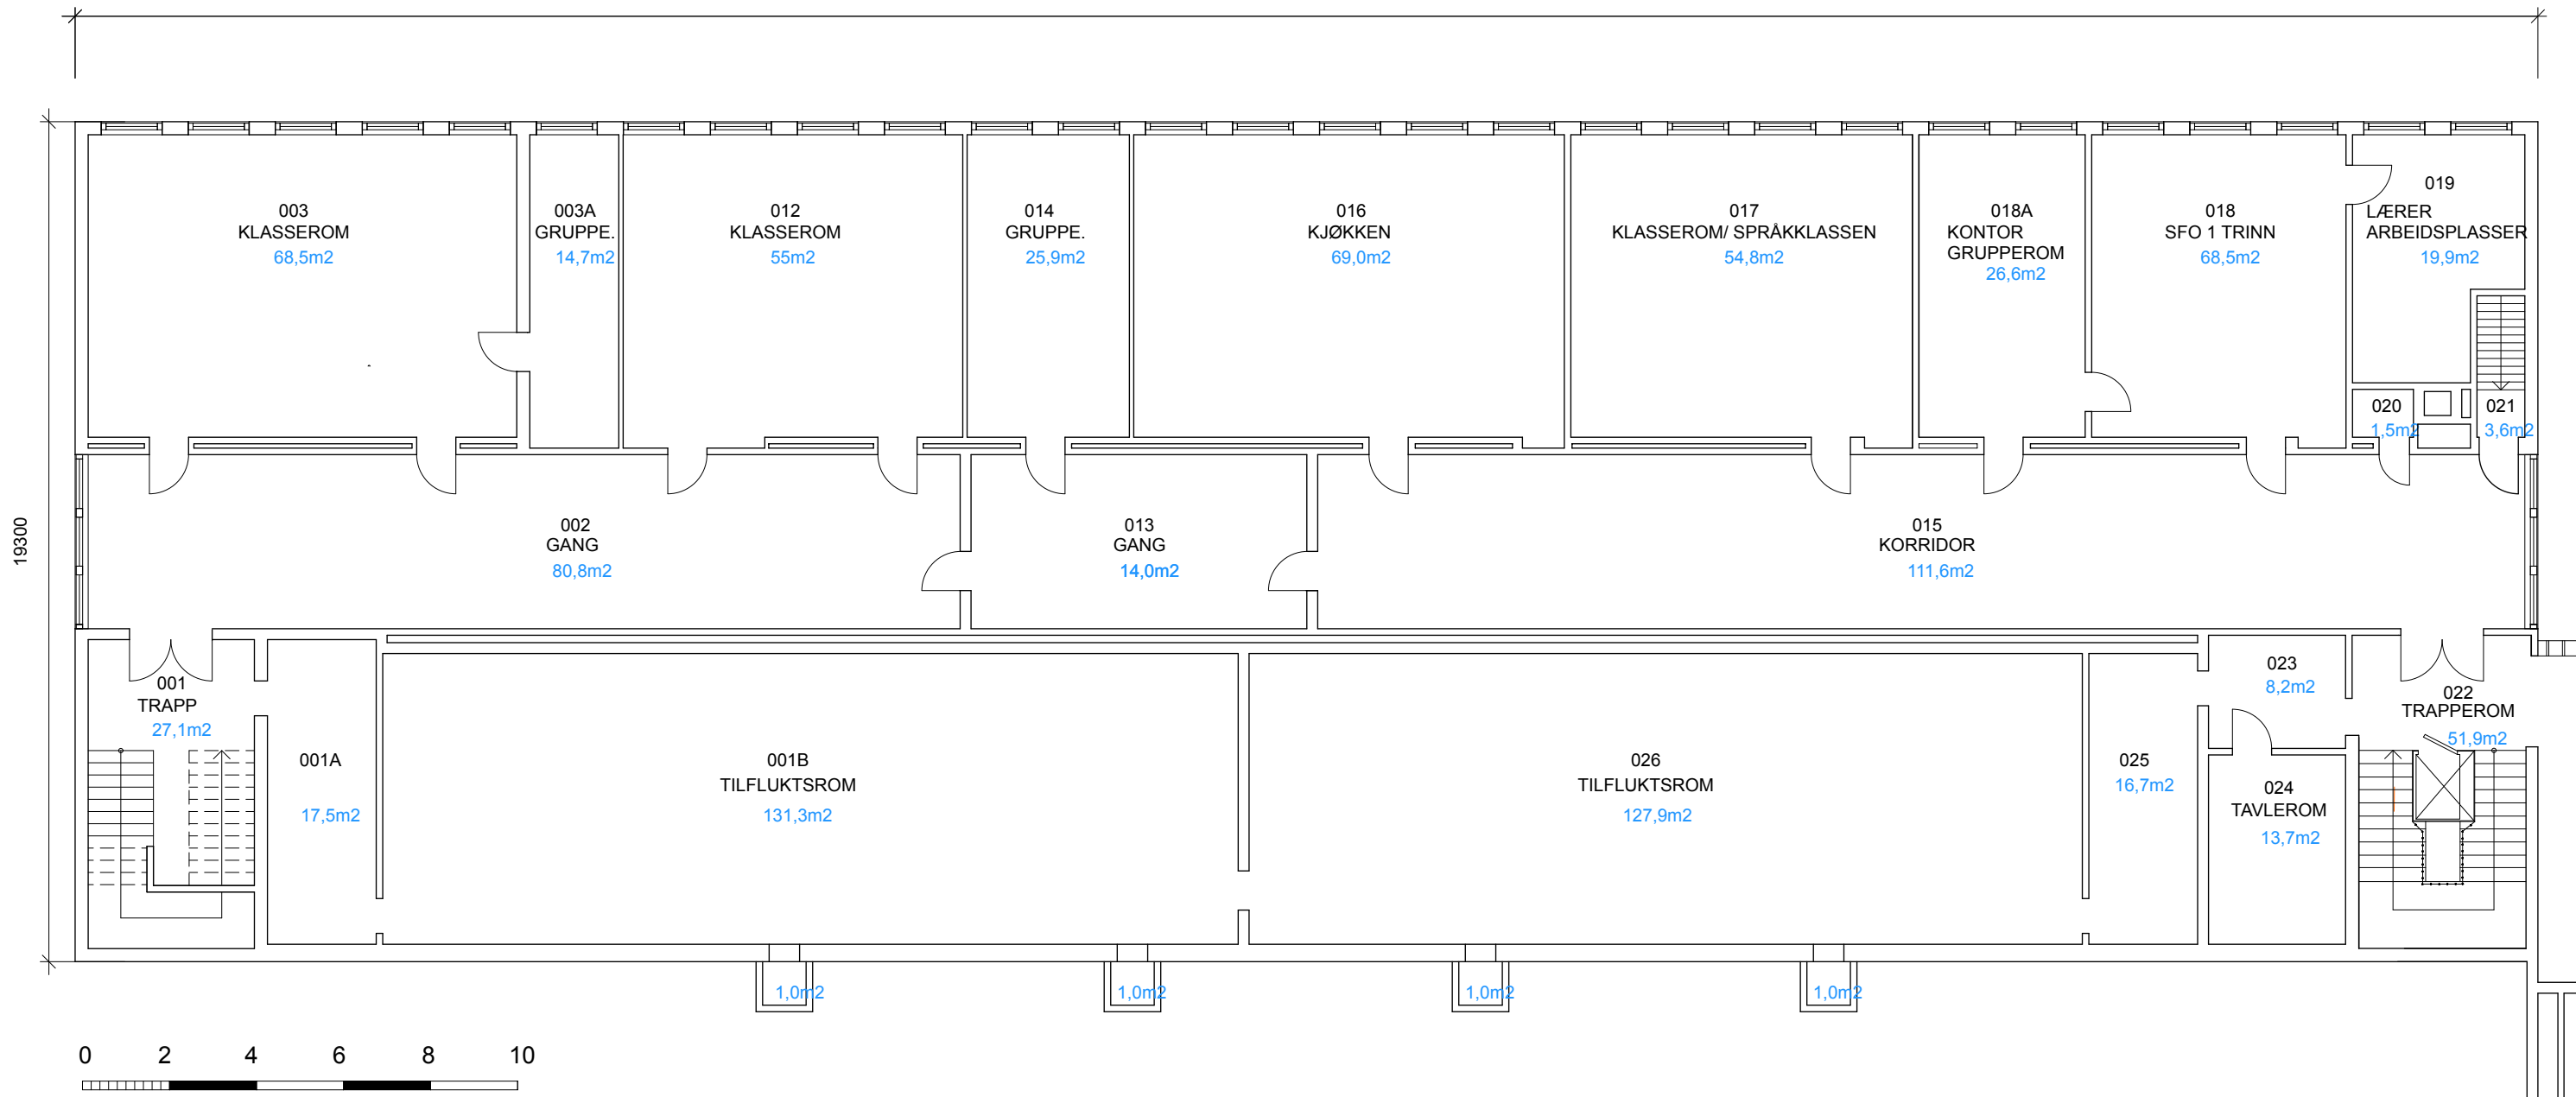 003
KLASSEROM
68,5m2
003A
GRUPPE.
14,7m2
012
KLASSEROM
55m2
014
GRUPPE.
25,9m2
016
KJØKKEN
69,0m2
017
KLASSEROM/ SPRÅKKLASSEN
54,8m2
018A
KONTOR
GRUPPEROM
26,6m2
018
SFO 1 TRINN
68,5m2
019
LÆRER
ARBEIDSPLASSER
19,9m2
020
1,5m2
021
3,6m2
19300
002
GANG
80,8m2
013
GANG
14,0m2
015
KORRIDOR
111,6m2
001
TRAPP
27,1m2
001A
17,5m2
001B
TILFLUKTSROM
131,3m2
026
TILFLUKTSROM
127,9m2
025
16,7m2
023
8,2m2
024
TAVLEROM
13,7m2
022
TRAPPEROM
51,9m2
1,0m2
1,0m2
1,0m2
1,0m2
0 2 4 6 8 10